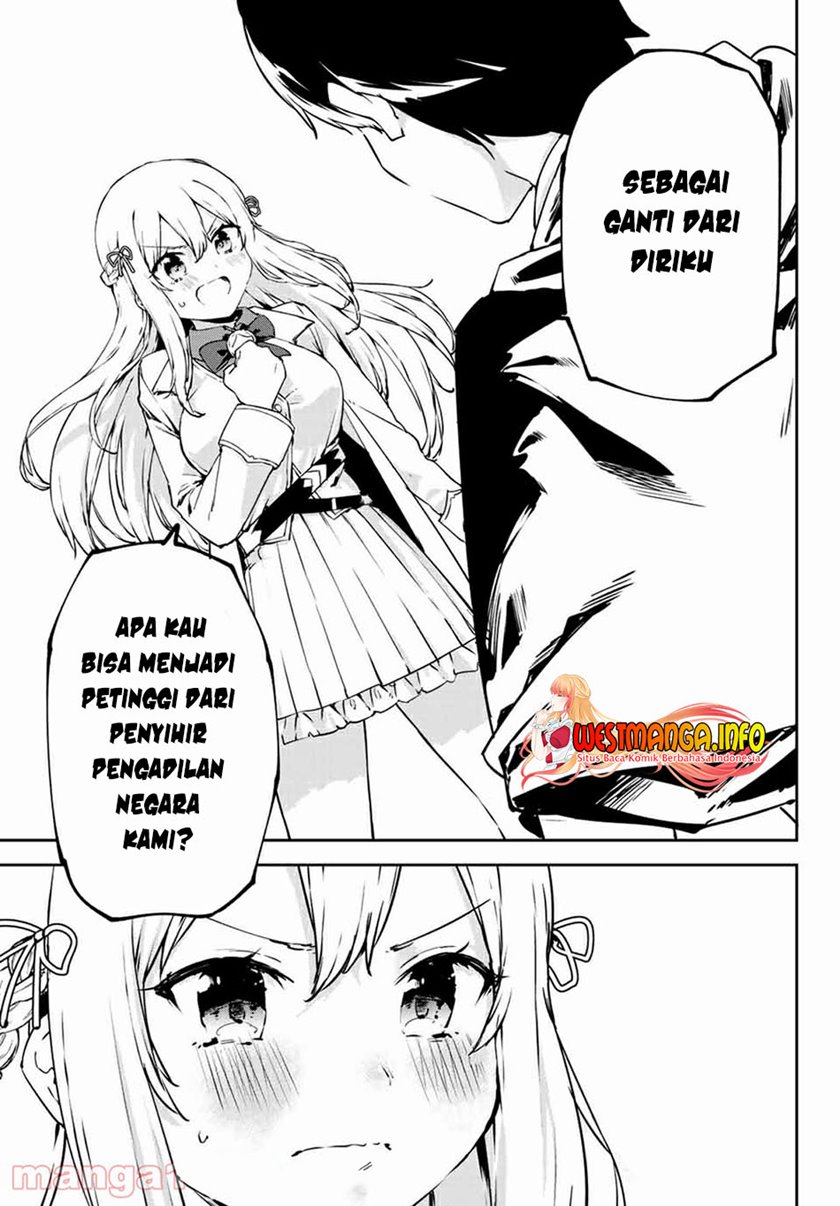 SEBAGAI
GANTI DARI
DIRIKU
APA KAU
BISA MENJADI
PETINGGI DARI
PENYIHIR
PENGADILAN
NEGARA
KAMI?
WESTMANGA.INFO
Situs Baca Komik Berbahasa Indonesia
mangai.